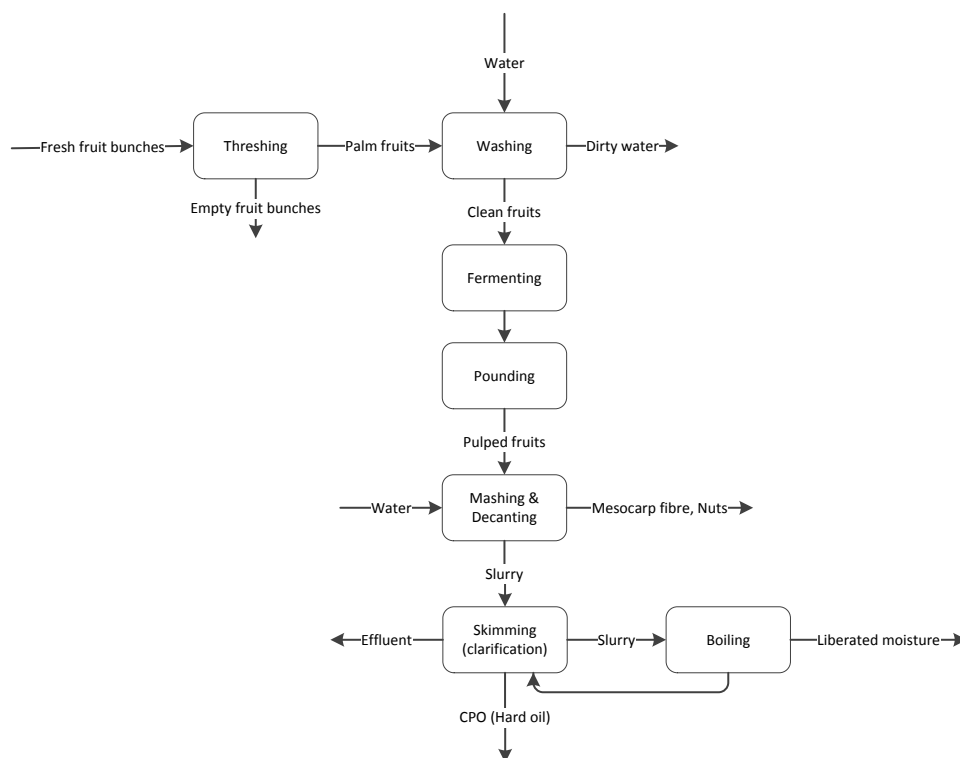 Water
Fresh fruit bunches
Threshing
Palm fruits
Washing
Dirty water
Empty fruit bunches
Clean fruits
Fermenting
Pounding
Pulped fruits
Water
Mashing &
Decanting
Mesocarp fibre, Nuts
Slurry
Effluent
Skimming
(clarification)
Slurry
Boiling
Liberated moisture
CPO (Hard oil)